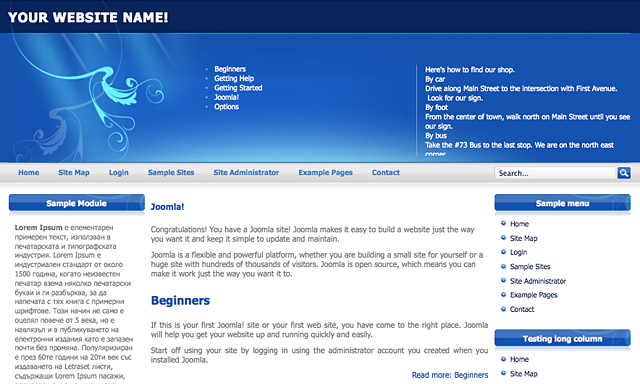 YOUR WEBSITE NAME!
Beginners
Getting Help
Getting Started
Joomla!
Options
Here's how to find our shop.
By car
Drive along Main Street to the intersection with First Avenue.
Look for our sign.
By foot
From the center of town, walk north on Main Street until you see
our sign.
By bus
Take the #73 Bus to the last stop. We are on the north east
corner
Home Site Map Login Sample Sites Site Administrator Example Pages Contact
Search...
Sample Module
Lorem Ipsum е елементарен
примерен текст, използван в
печатарската и типографската
индустрия. Lorem Ipsum е
индустриален стандарт от около
1500 година, когато неизвестен
печатар взема няколко печатарски
букви и ги разбърква, за да
напечата с тях книга с примерни
шрифтове. Този начин не само е
оцелял повече от 5 века, но е
навлязъл и в публикуването на
електронни издания като е запазен
почти без промяна. Популяризиран
е през 60те години на 20ти век със
издаването на Letraset листи,
съдържащи Lorem Ipsum пасажи,
Joomla!
Congratulations! You have a Joomla site! Joomla makes it easy to build a website just the
way you want it and keep it simple to update and maintain.
Joomla is a flexible and powerful platform, whether you are building a small site for yourself or a
huge site with hundreds of thousands of visitors. Joomla is open source, which means you can
make it work just the way you want it to.
Beginners
If this is your first Joomla! site or your first web site, you have come to the right place. Joomla
will help you get your website up and running quickly and easily.
Start off using your site by logging in using the administrator account you created when you
installed Joomla.
Read more: Beginners
Sample menu
Home
Site Map
Login
Sample Sites
Site Administrator
Example Pages
Contact
Testing long column
Home
Site Map